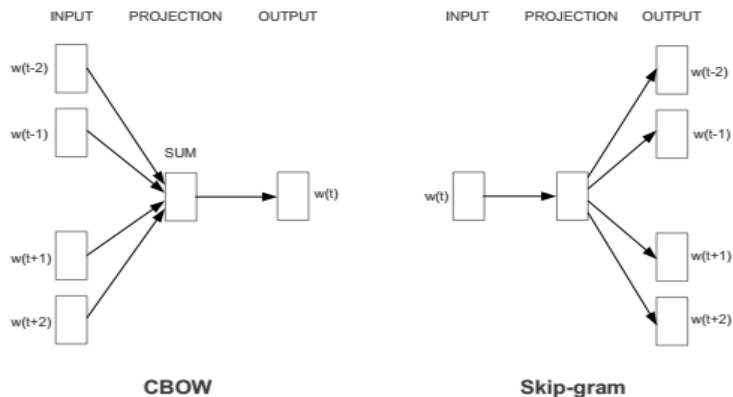 INPUT PROJECTION OUTPUT
w(t-2)
w(t-1)
SUM
w(t)
w(t+1)
w(t+2)
CBOW
INPUT PROJECTION OUTPUT
w(t-2)
w(t-1)
w(t)
w(t+1)
w(t+2)
Skip-gram